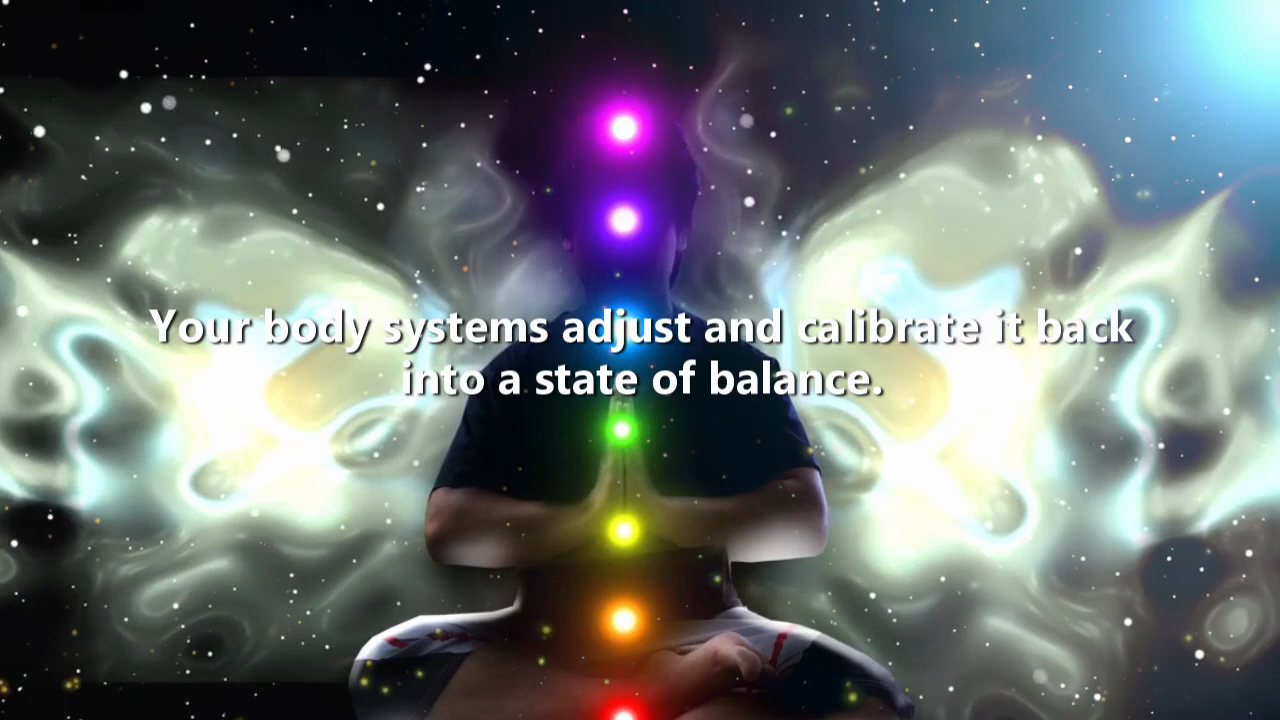 Your body systems adjust and calibrate it back
into a state of balance.